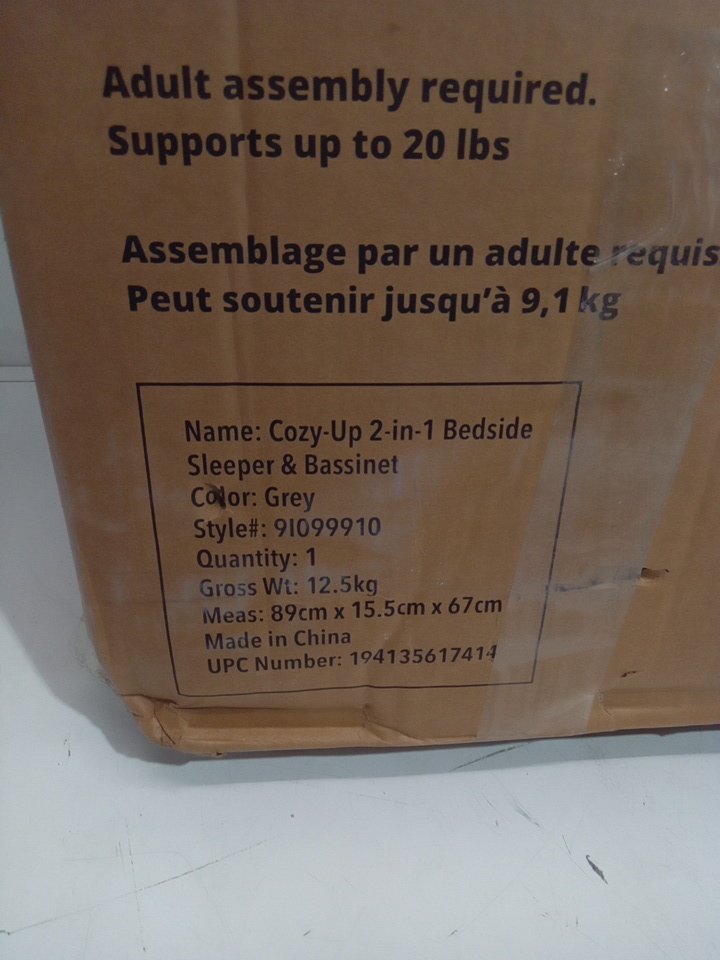 Adult assembly required.
Supports up to 20 lbs
Assemblage par un adulte requis
Peut soutenir jusqu'à 9,1 kg
Name: Cozy-Up 2-in-1 Bedside
Sleeper & Bassinet
Color: Grey
Style#: 9I099910
Quantity: 1
Gross Wt: 12.5kg
Meas: 89cm x 15.5cm x 67cm
Made in China
UPC Number: 194135617414